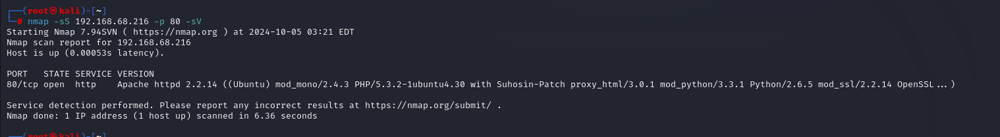 ┌──(root㉿kali)-[~]
└─# nmap -sS 192.168.68.216 -p 80 -sV
Starting Nmap 7.94SVN ( https://nmap.org ) at 2024-10-05 03:21 EDT
Nmap scan report for 192.168.68.216
Host is up (0.00053s latency).
PORT   STATE SERVICE VERSION
80/tcp open  http    Apache httpd 2.2.14 ((Ubuntu) mod_mono/2.4.3 PHP/5.3.2-1ubuntu4.30 with Suhosin-Patch proxy_html/3.0.1 mod_python/3.3.1 Python/2.6.5 mod_ssl/2.2.14 OpenSSL...)
Service detection performed. Please report any incorrect results at https://nmap.org/submit/ .
Nmap done: 1 IP address (1 host up) scanned in 6.36 seconds
┌──(root㉿kali)-[~]